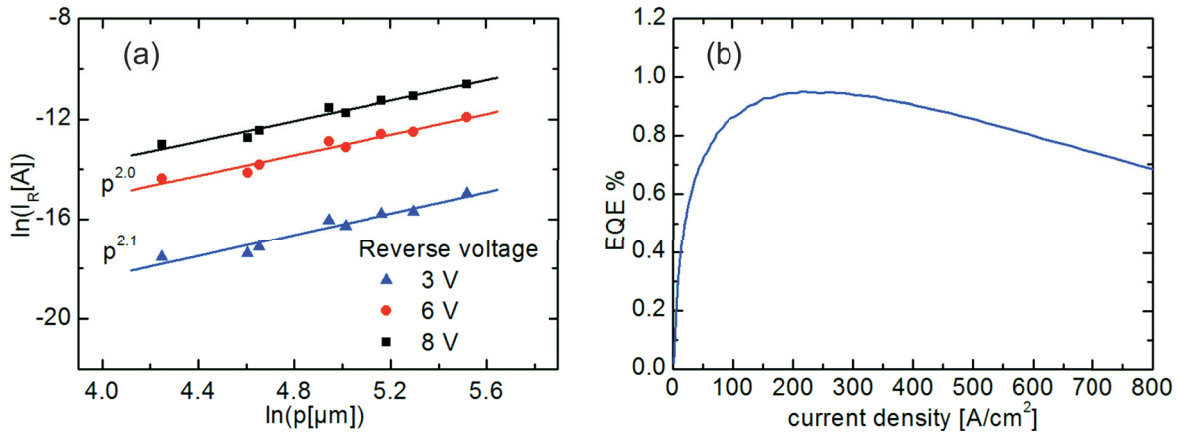 (a)
ln(I_R[A])
-8
-12
-16
-20
p^2.0
p^2.1
Reverse voltage
3 V
6 V
8 V
4.0 4.4 4.8 5.2 5.6
ln(p[µm])
(b)
EQE %
1.2
1.0
0.8
0.6
0.4
0.2
0.0
0 100 200 300 400 500 600 700 800
current density [A/cm²]